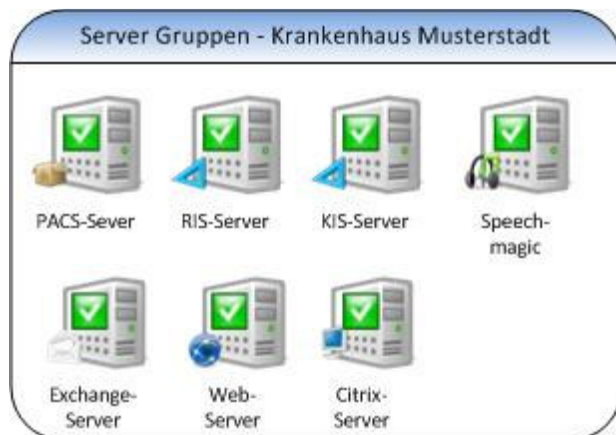 Server Gruppen - Krankenhaus Musterstadt
PACS-Sever
RIS-Server
KIS-Server
Speech-
magic
Exchange-
Server
Web-
Server
Citrix-
Server